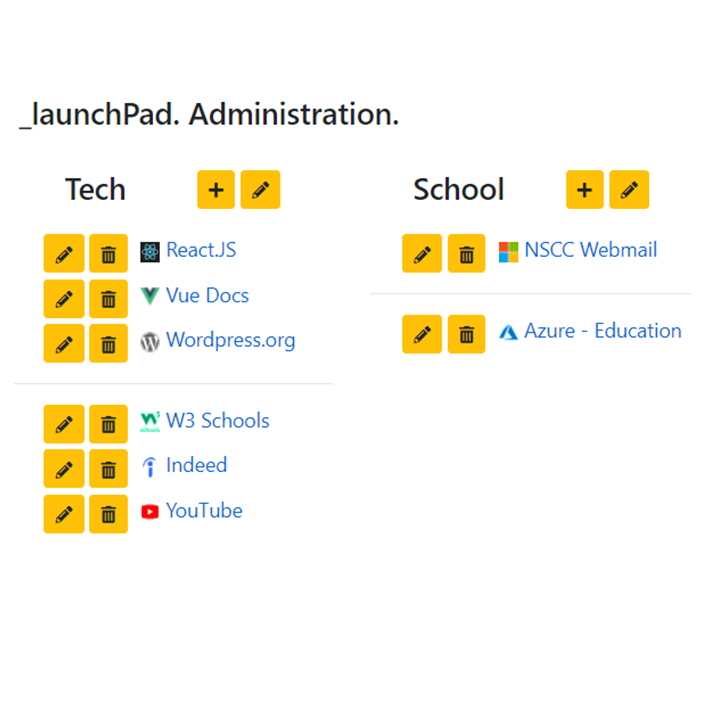 _launchPad. Administration.
Tech
React.JS
Vue Docs
Wordpress.org
W3 Schools
Indeed
YouTube
School
NSCC Webmail
Azure - Education